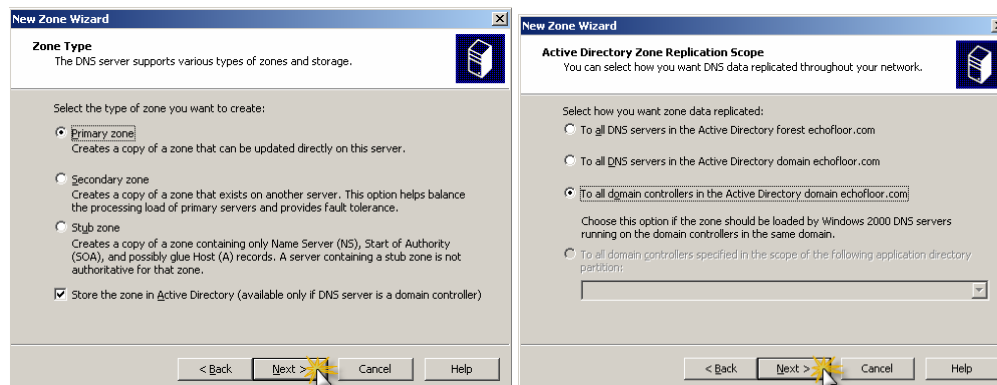 New Zone Wizard
Zone Type
The DNS server supports various types of zones and storage.
Select the type of zone you want to create:
Primary zone
Creates a copy of a zone that can be updated directly on this server.
Secondary zone
Creates a copy of a zone that exists on another server. This option helps balance
the processing load of primary servers and provides fault tolerance.
Stub zone
Creates a copy of a zone containing only Name Server (NS), Start of Authority
(SOA), and possibly glue Host (A) records. A server containing a stub zone is not
authoritative for that zone.
Store the zone in Active Directory (available only if DNS server is a domain controller)
< Back Next > Cancel Help
New Zone Wizard
Active Directory Zone Replication Scope
You can select how you want DNS data replicated throughout your network.
Select how you want zone data replicated:
To all DNS servers in the Active Directory forest echofloor.com
To all DNS servers in the Active Directory domain echofloor.com
To all domain controllers in the Active Directory domain echofloor.com
Choose this option if the zone should be loaded by Windows 2000 DNS servers
running on the domain controllers in the same domain.
To all domain controllers specified in the scope of the following application directory
partition:
< Back Next > Cancel Help